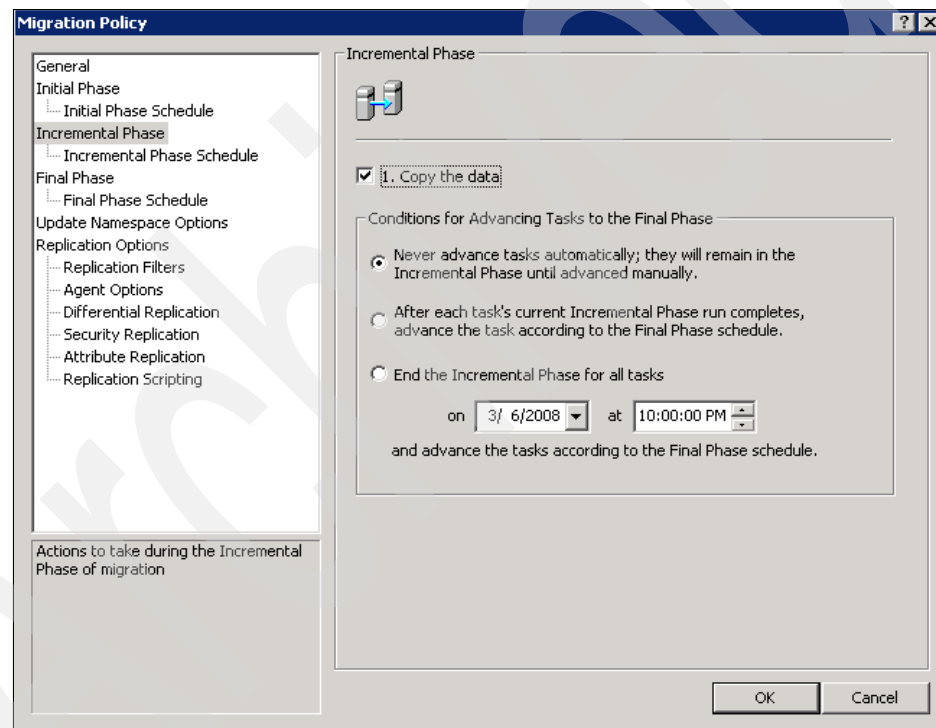 Migration Policy
General
Initial Phase
Initial Phase Schedule
Incremental Phase
Incremental Phase Schedule
Final Phase
Final Phase Schedule
Update Namespace Options
Replication Options
Replication Filters
Agent Options
Differential Replication
Security Replication
Attribute Replication
Replication Scripting
Actions to take during the Incremental
Phase of migration
Incremental Phase
1. Copy the data
Conditions for Advancing Tasks to the Final Phase
Never advance tasks automatically; they will remain in the
Incremental Phase until advanced manually.
After each task's current Incremental Phase run completes,
advance the task according to the Final Phase schedule.
End the Incremental Phase for all tasks
on 3/ 6/2008 at 10:00:00 PM
and advance the tasks according to the Final Phase schedule.
OK Cancel